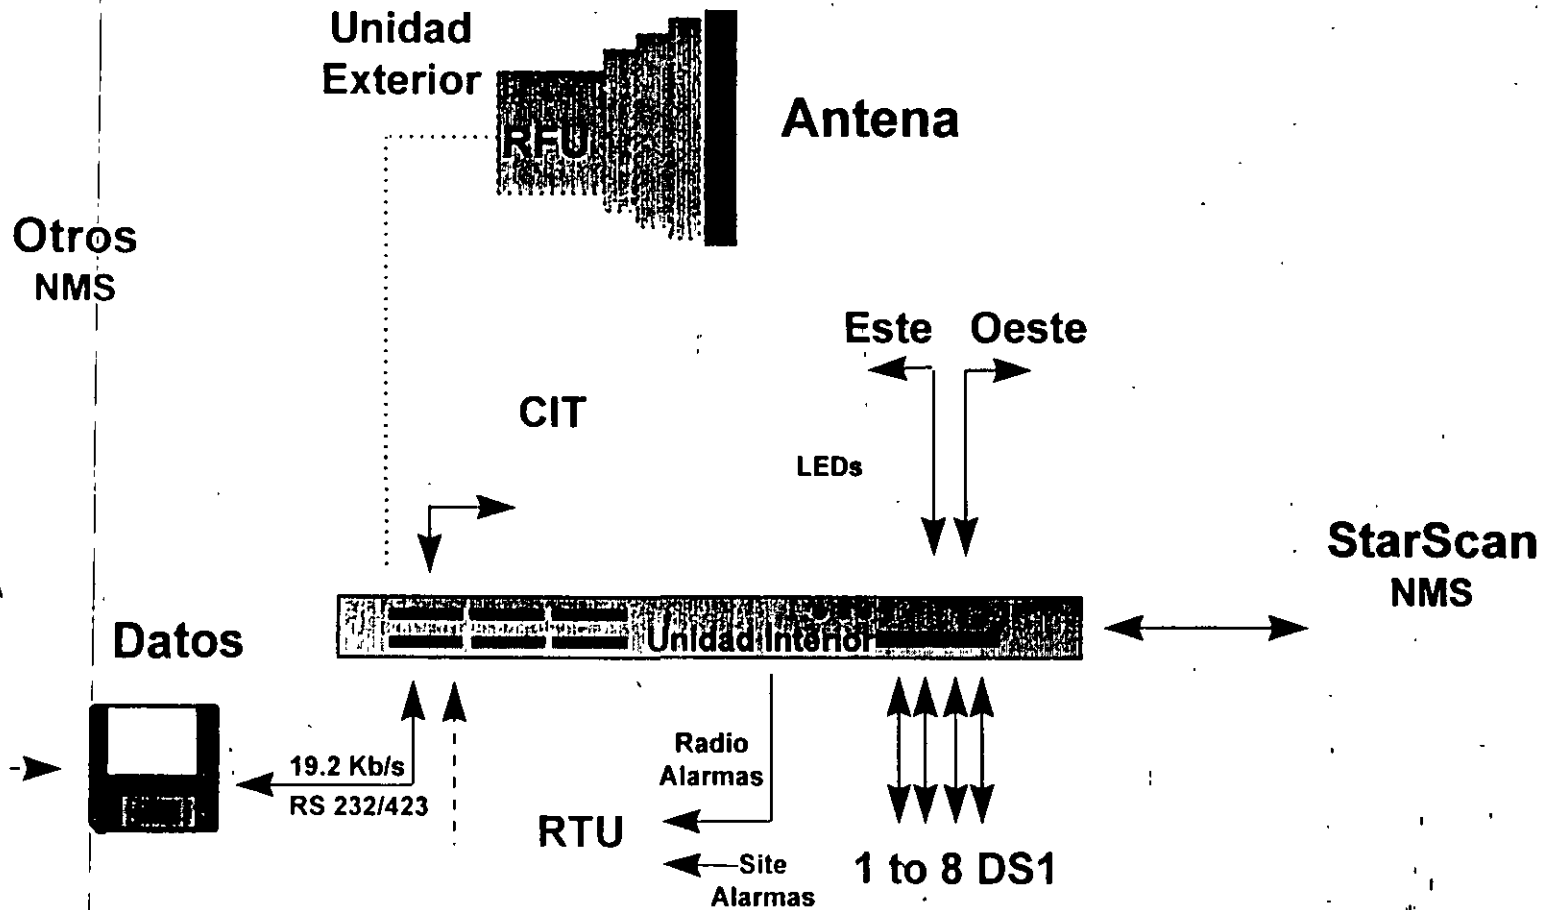 Unidad
Exterior
RFU
Antena
Otros
NMS
Este Oeste
CIT
LEDs
StarScan
NMS
Datos
Unidad Interior
19.2 Kb/s
RS 232/423
Radio
Alarmas
RTU
Site
Alarmas
1 to 8 DS1